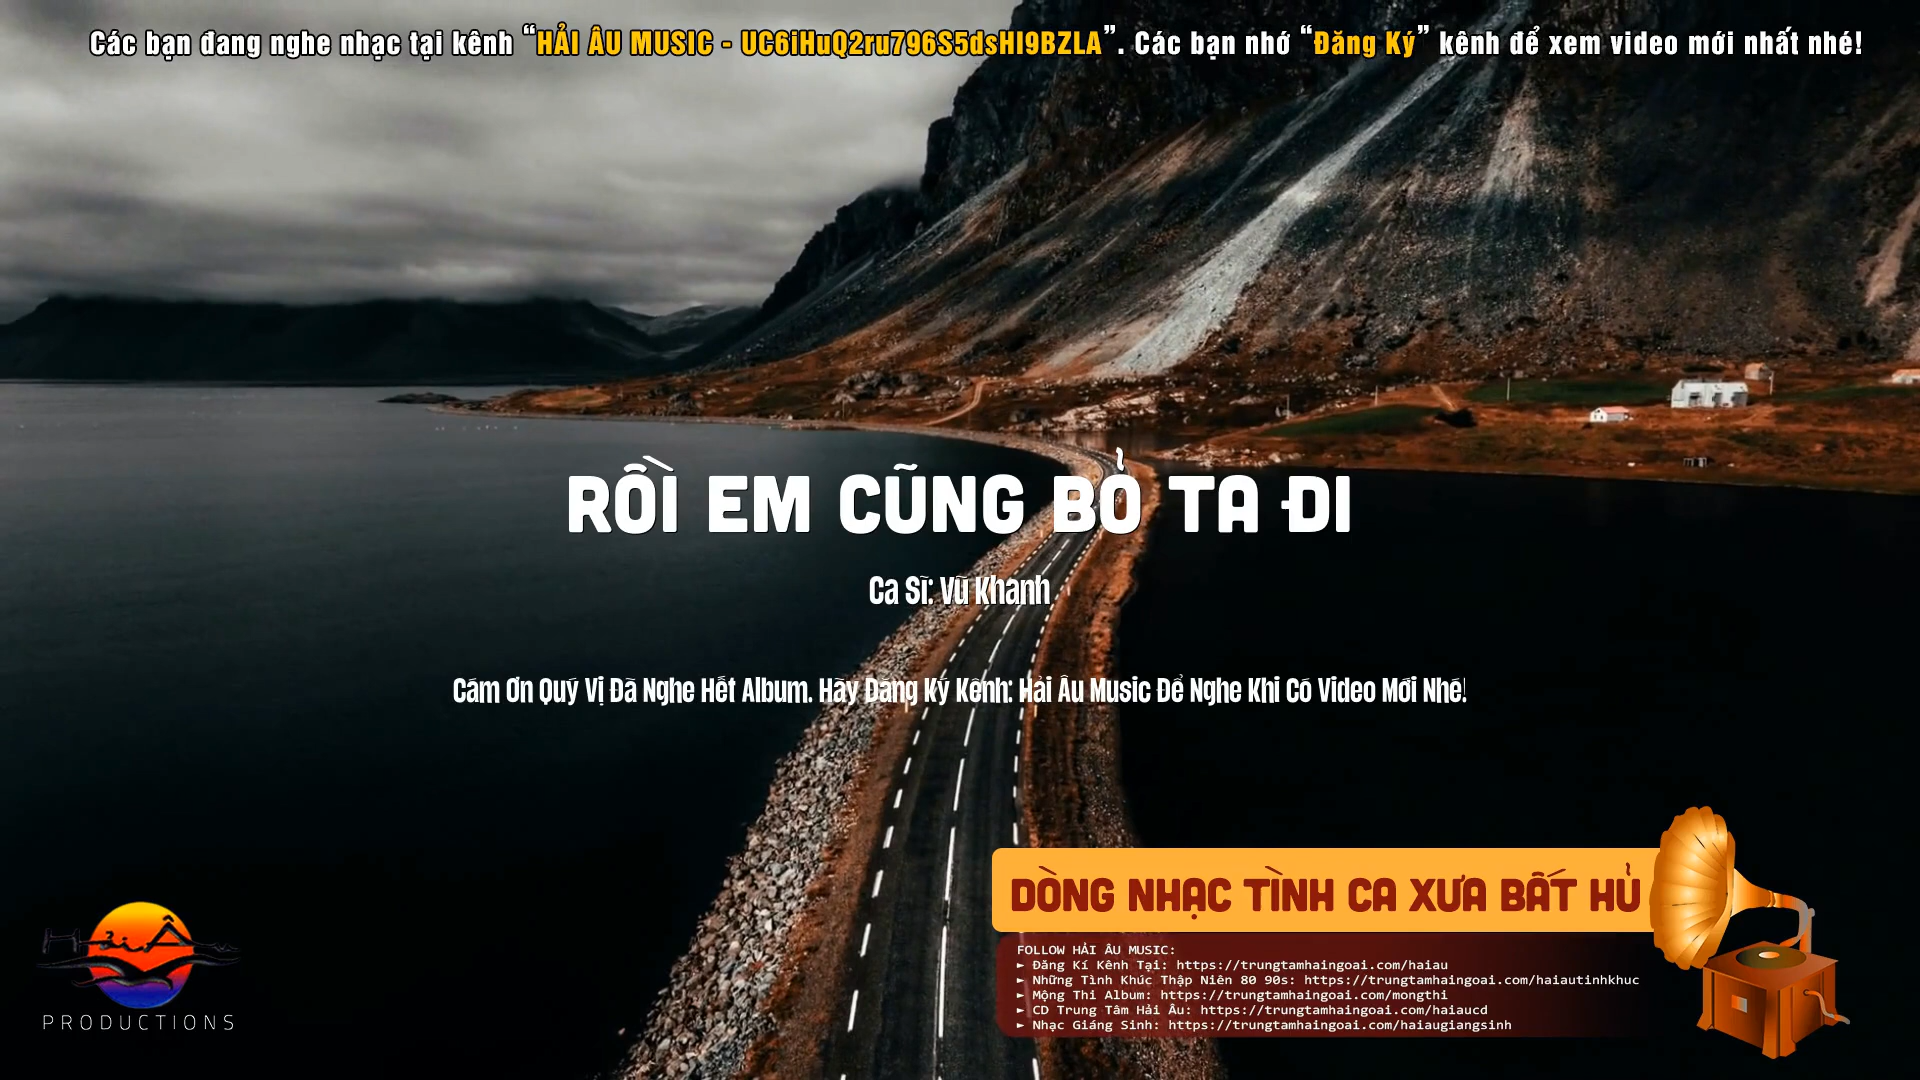 Các bạn đang nghe nhạc tại kênh “HẢI ÂU MUSIC - UC6iHuQ2ru796S5dsHI9BZLA”. Các bạn nhớ “Đăng Ký” kênh để xem video mới nhất nhé!
RỒI EM CŨNG BỎ TA ĐI
Ca Sĩ: Vũ Khanh
Cám Ơn Quý Vị Đã Nghe Hết Album. Hãy Đăng Ký Kênh: Hải Âu Music Để Nghe Khi Có Video Mới Nhé!
DÒNG NHẠC TÌNH CA XƯA BẤT HỦ
FOLLOW HẢI ÂU MUSIC:
► Đăng Kí Kênh Tại: https://trungtamhaingoai.com/haiau
► Những Tình Khúc Thập Niên 80 90s: https://trungtamhaingoai.com/haiautinhkhuc
► Mộng Thi Album: https://trungtamhaingoai.com/mongthi
► CD Trung Tâm Hải Âu: https://trungtamhaingoai.com/haiaucd
► Nhạc Giáng Sinh: https://trungtamhaingoai.com/haiaugiangsinh
Hải Âu
PRODUCTIONS